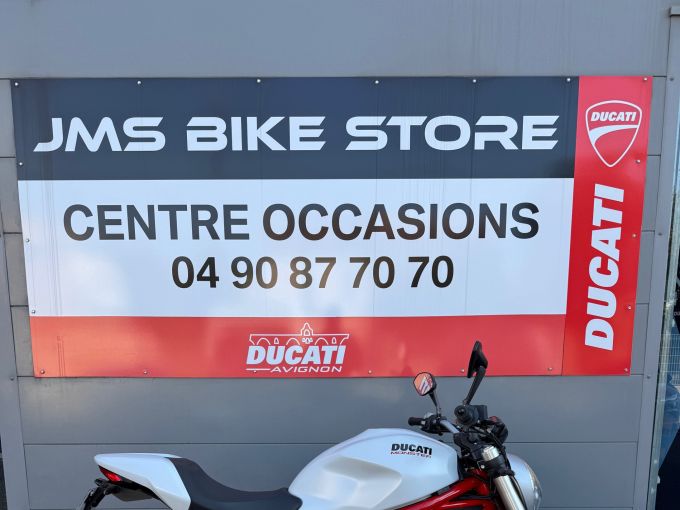 JMS BIKE STORE
DUCATI
CENTRE OCCASIONS
04 90 87 70 70
DUCATI
DUCATI
AVIGNON
DUCATI
MONSTER